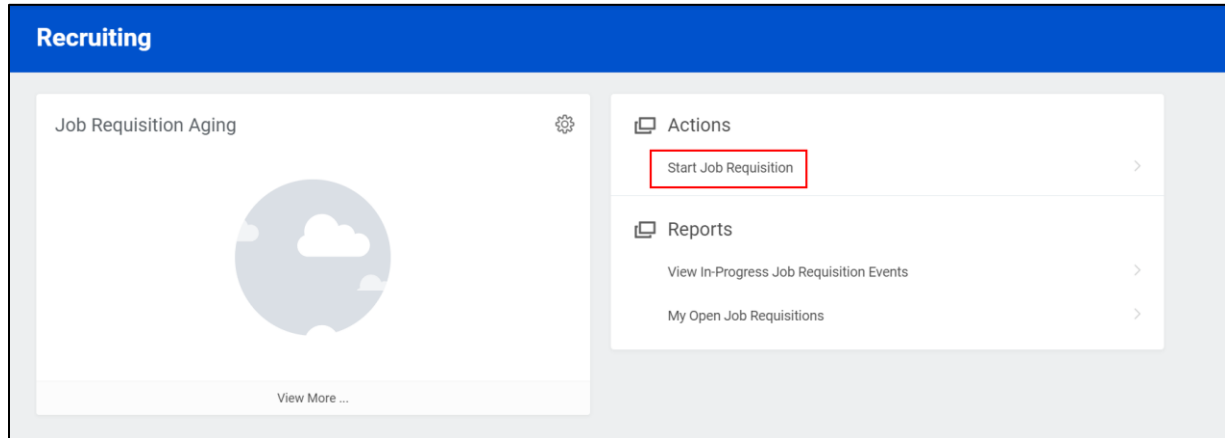 Recruiting
Job Requisition Aging
View More ...
Actions
Start Job Requisition
Reports
View In-Progress Job Requisition Events
My Open Job Requisitions